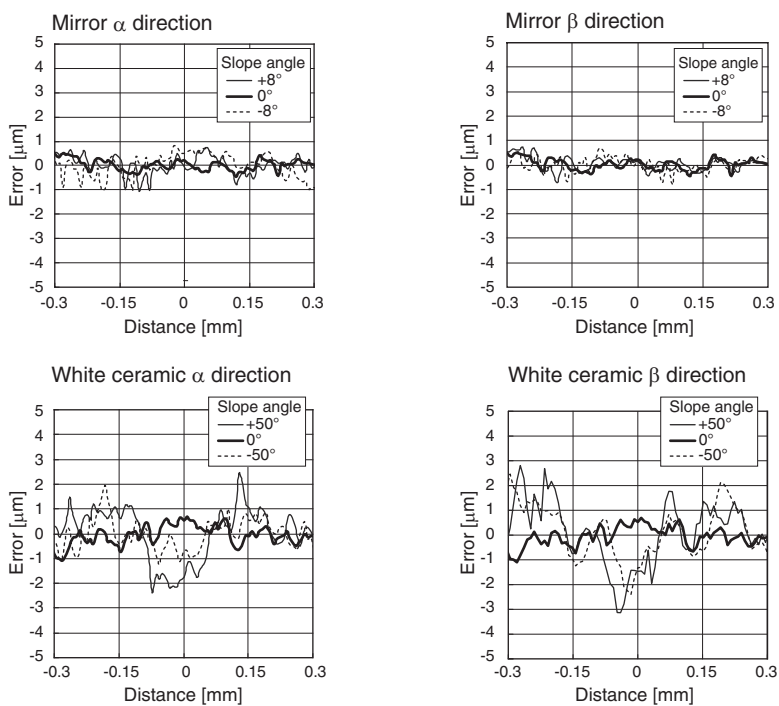 Mirror α direction
Slope angle
+8°
0°
-8°
Error [μm]
5
4
3
2
1
0
-1
-2
-3
-4
-5
-0.3 -0.15 0 0.15 0.3
Distance [mm]
Mirror β direction
Slope angle
+8°
0°
-8°
Error [μm]
5
4
3
2
1
0
-1
-2
-3
-4
-5
-0.3 -0.15 0 0.15 0.3
Distance [mm]
White ceramic α direction
Slope angle
+50°
0°
-50°
Error [μm]
5
4
3
2
1
0
-1
-2
-3
-4
-5
-0.3 -0.15 0 0.15 0.3
Distance [mm]
White ceramic β direction
Slope angle
+50°
0°
-50°
Error [μm]
5
4
3
2
1
0
-1
-2
-3
-4
-5
-0.3 -0.15 0 0.15 0.3
Distance [mm]